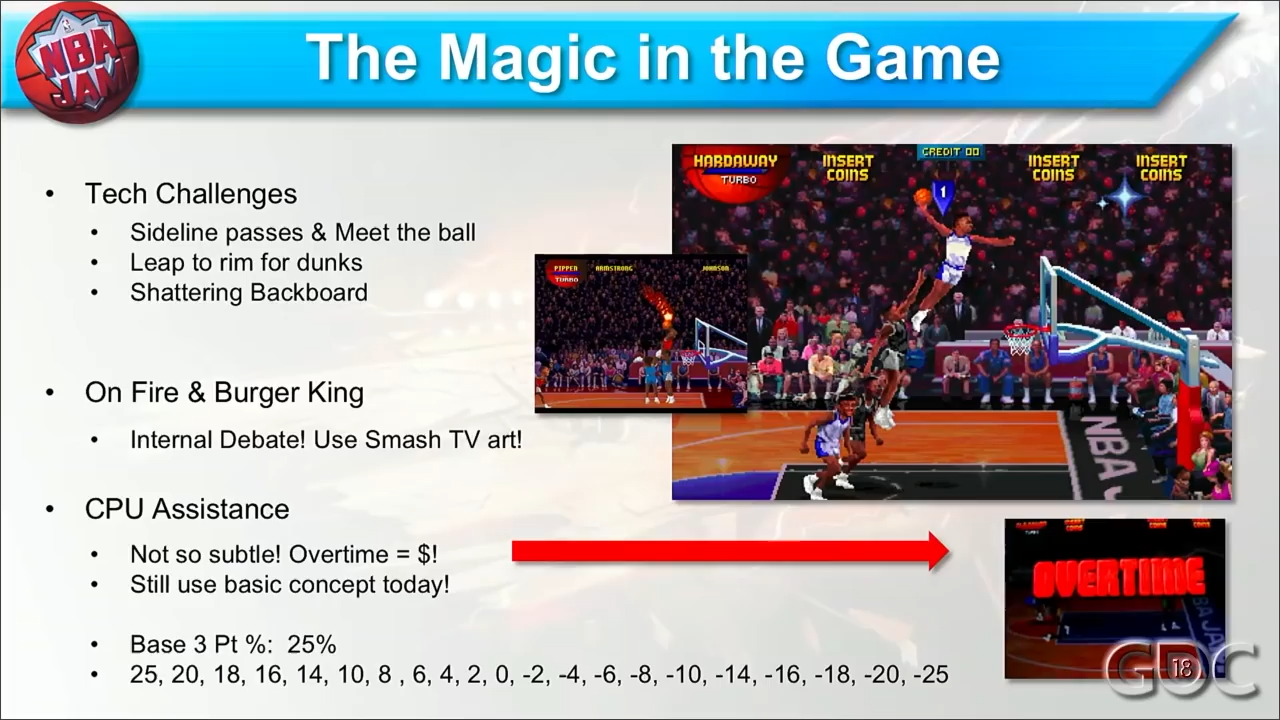 NBA
JAM
The Magic in the Game
• Tech Challenges
• Sideline passes & Meet the ball
• Leap to rim for dunks
• Shattering Backboard
• On Fire & Burger King
• Internal Debate! Use Smash TV art!
• CPU Assistance
• Not so subtle! Overtime = $!
• Still use basic concept today!
• Base 3 Pt %: 25%
• 25, 20, 18, 16, 14, 10, 8 , 6, 4, 2, 0, -2, -4, -6, -8, -10, -14, -16, -18, -20, -25
HARDAWAY
TURBO
INSERT
COINS
CREDIT 00
INSERT
COINS
INSERT
COINS
1
NBA J
PIPPEN
TURBO
ARMSTRONG
JOHNSON
OVERTIME
GDC
18